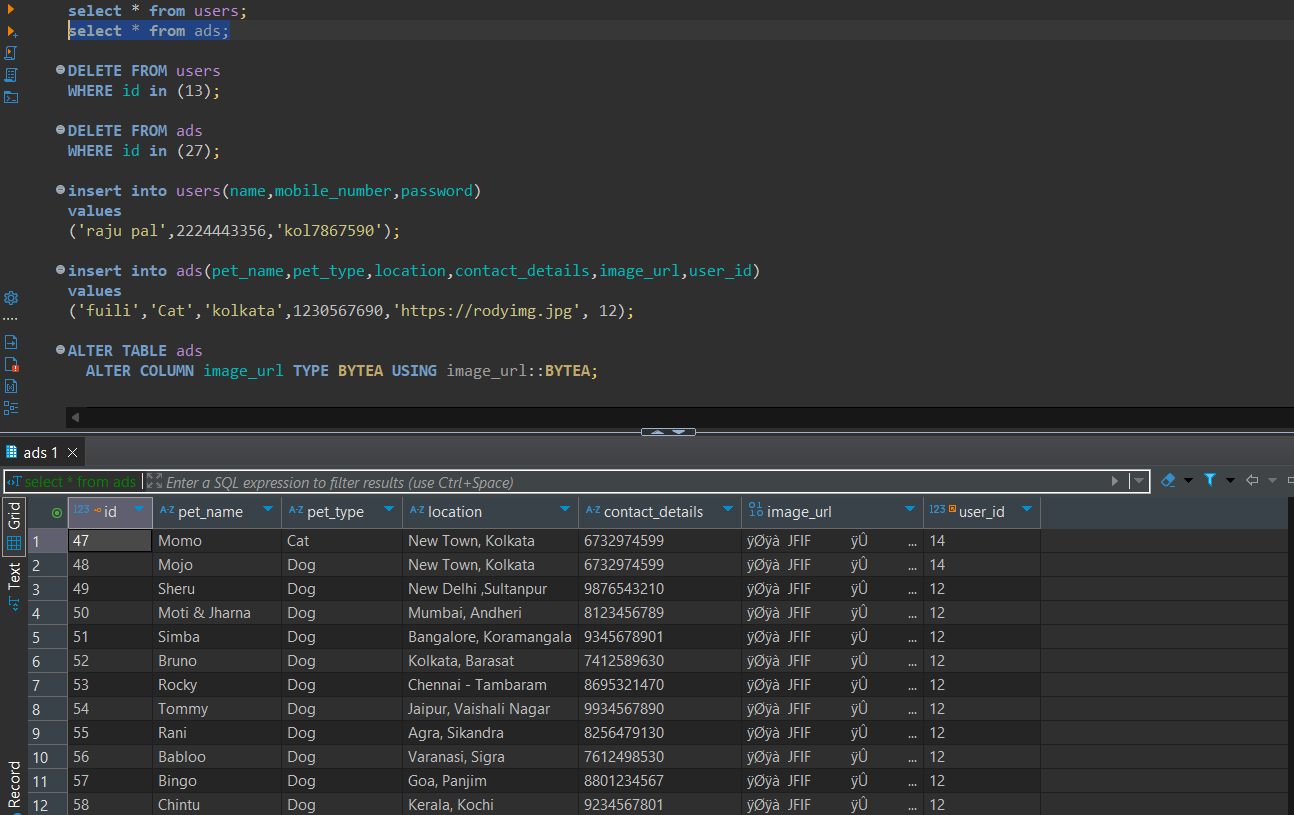 select * from users;
select * from ads;
DELETE FROM users
WHERE id in (13);
DELETE FROM ads
WHERE id in (27);
insert into users(name,mobile_number,password)
values
('raju pal',2224443356,'kol7867590');
insert into ads(pet_name,pet_type,location,contact_details,image_url,user_id)
values
('fuili','Cat','kolkata',1230567690,'https://rodyimg.jpg', 12);
ALTER TABLE ads
ALTER COLUMN image_url TYPE BYTEA USING image_url::BYTEA;
ads 1
select * from ads Enter a SQL expression to filter results (use Ctrl+Space)
Grid
Text
Record
123 id A-Z pet_name A-Z pet_type A-Z location A-Z contact_details image_url 123 user_id
1 47 Momo Cat New Town, Kolkata 6732974599 ÿØÿà JFIF ÿÛ ... 14
2 48 Mojo Dog New Town, Kolkata 6732974599 ÿØÿà JFIF ÿÛ ... 14
3 49 Sheru Dog New Delhi ,Sultanpur 9876543210 ÿØÿà JFIF ÿÛ ... 12
4 50 Moti & Jharna Dog Mumbai, Andheri 8123456789 ÿØÿà JFIF ÿÛ ... 12
5 51 Simba Dog Bangalore, Koramangala 9345678901 ÿØÿà JFIF ÿÛ ... 12
6 52 Bruno Dog Kolkata, Barasat 7412589630 ÿØÿà JFIF ÿÛ ... 12
7 53 Rocky Dog Chennai - Tambaram 8695321470 ÿØÿà JFIF ÿÛ ... 12
8 54 Tommy Dog Jaipur, Vaishali Nagar 9934567890 ÿØÿà JFIF ÿÛ ... 12
9 55 Rani Dog Agra, Sikandra 8256479130 ÿØÿà JFIF ÿÛ ... 12
10 56 Babloo Dog Varanasi, Sigra 7612498530 ÿØÿà JFIF ÿÛ ... 12
11 57 Bingo Dog Goa, Panjim 8801234567 ÿØÿà JFIF ÿÛ ... 12
12 58 Chintu Dog Kerala, Kochi 9234567801 ÿØÿà JFIF ÿÛ ... 12